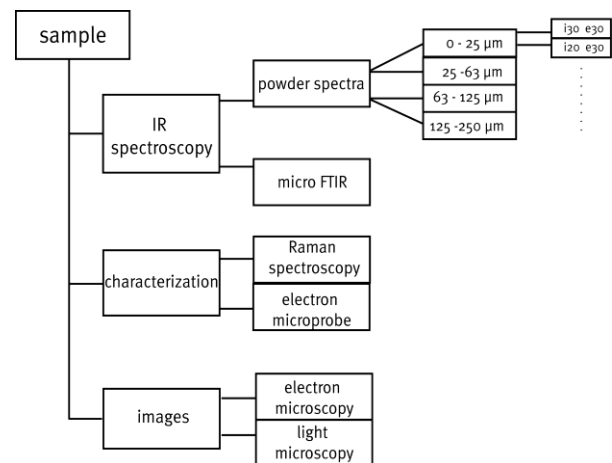 sample
IR
spectroscopy
powder spectra
0 - 25 µm
25 -63 µm
63 - 125 µm
125 -250 µm
i30 e30
i20 e30
micro FTIR
characterization
Raman
spectroscopy
electron
microprobe
images
electron
microscopy
light
microscopy